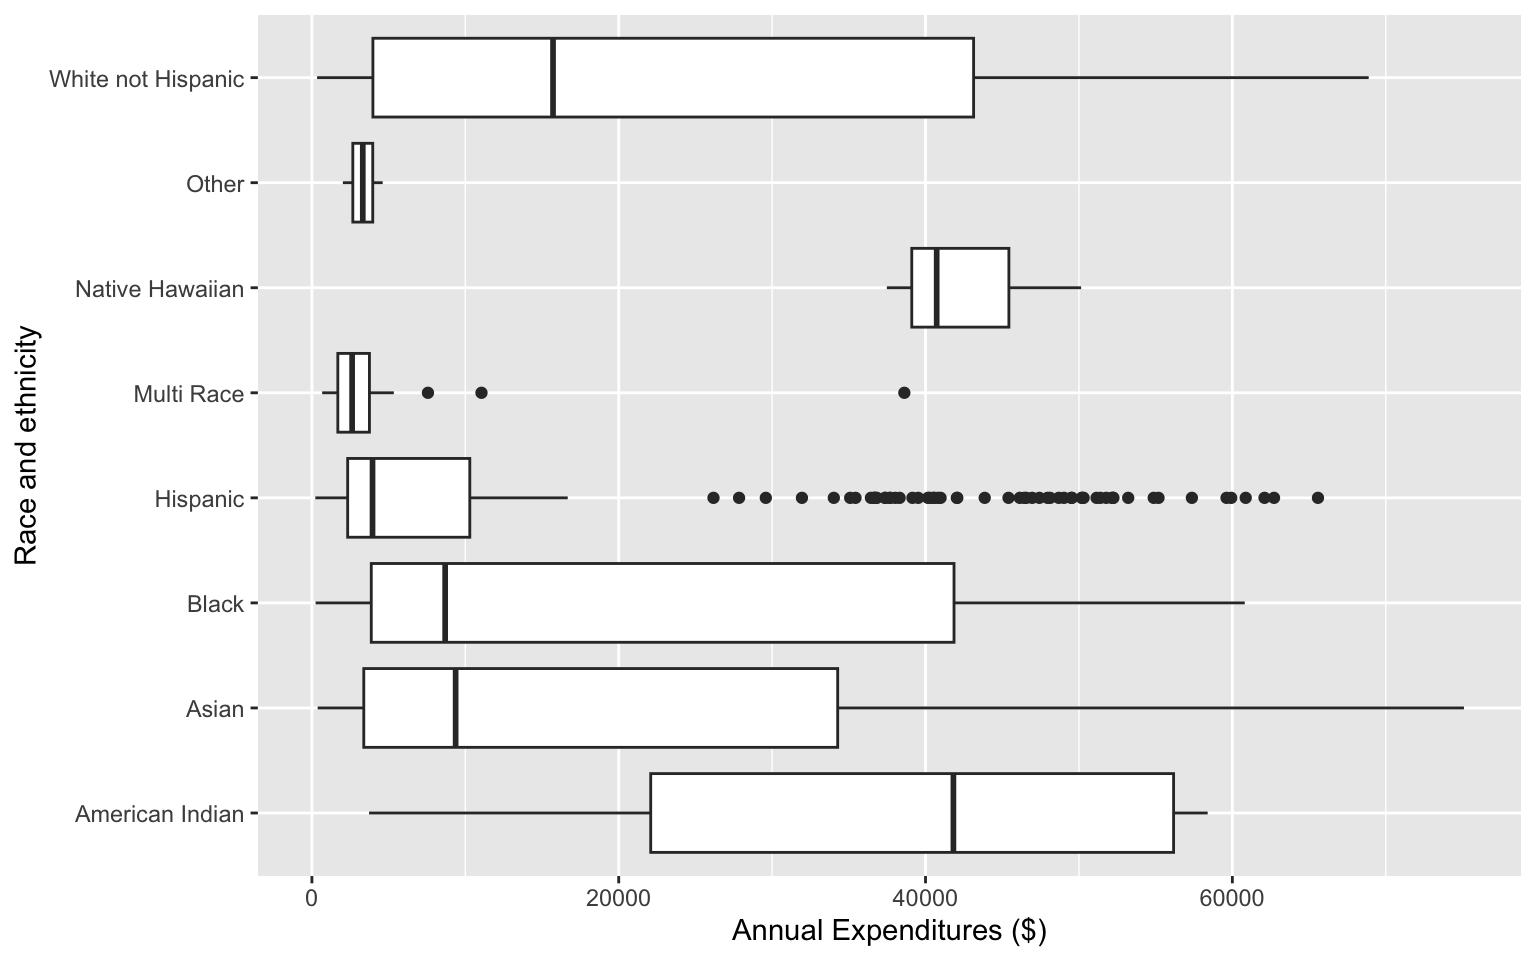 White not Hispanic
Other
Native Hawaiian
Multi Race
Hispanic
Black
Asian
American Indian
Race and ethnicity
0 20000 40000 60000
Annual Expenditures ($)